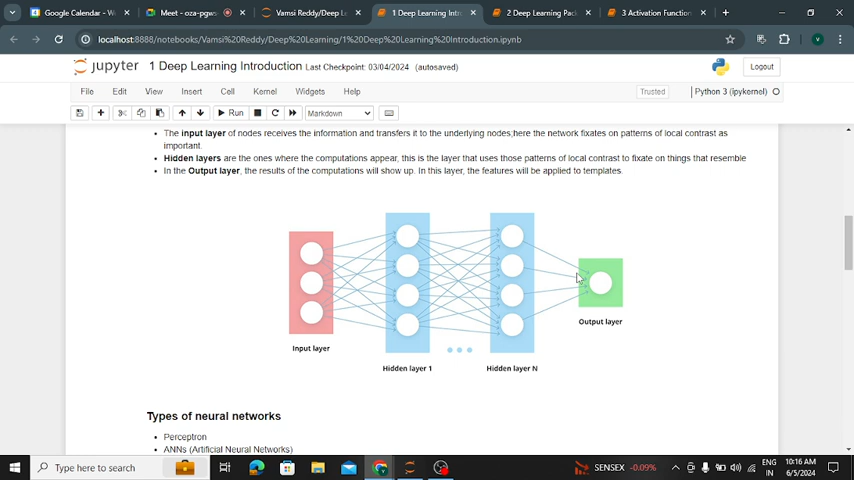 Google Calendar - W
Meet - oza-pgw
Vamsi Reddy/Deep L
1 Deep Learning Intro
2 Deep Learning Pac
3 Activation Function
localhost:8888/notebooks/Vamsi%20Reddy/Deep%20Learning/1%20Deep%20Learning%20Introduction.ipynb
V
jupyter 1 Deep Learning Introduction Last Checkpoint: 03/04/2024 (autosaved)
Logout
File Edit View Insert Cell Kernel Widgets Help
Trusted
Python 3 (ipykernel)
Run
Markdown
The input layer of nodes receives the information and transfers it to the underlying nodes;here the network fixates on patterns of local contrast as
important.
Hidden layers are the ones where the computations appear, this is the layer that uses those patterns of local contrast to fixate on things that resemble
In the Output layer, the results of the computations will show up. In this layer, the features will be applied to templates.
Output layer
Input layer
Hidden layer 1
Hidden layer N
Types of neural networks
Perceptron
ANNs (Artificial Neural Networks)
Type here to search
SENSEX -0.09%
ENG
IN
10:16 AM
6/5/2024